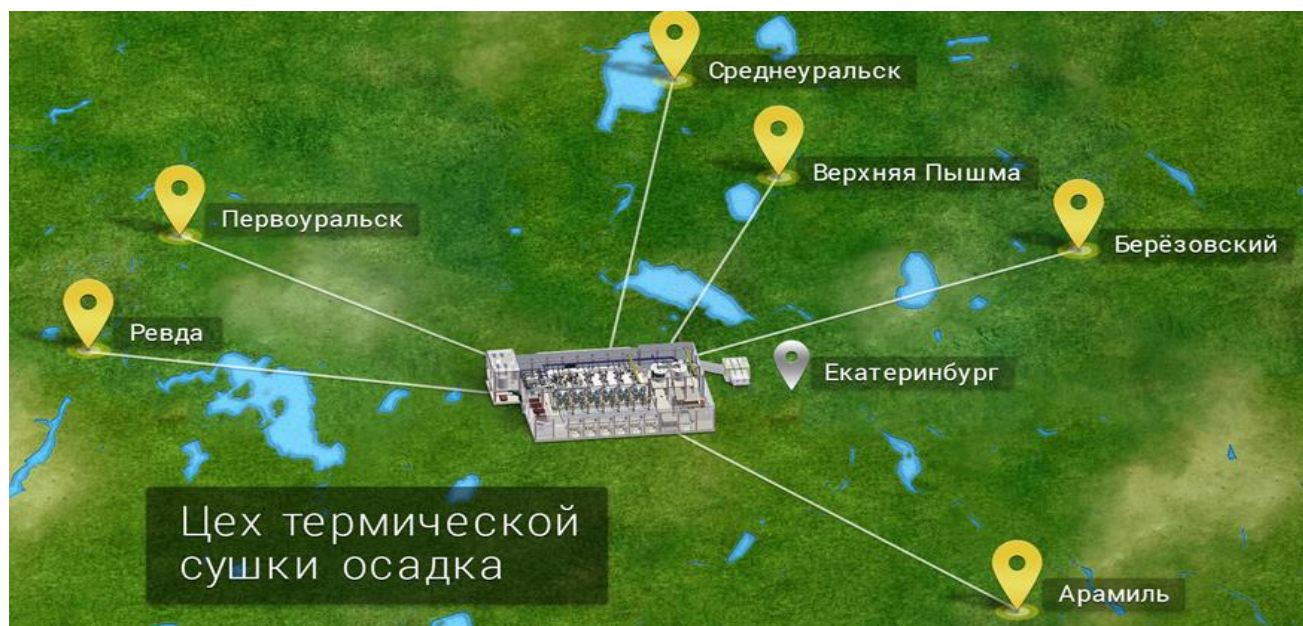 Среднеуральск
Верхняя Пышма
Первоуральск
Берёзовский
Ревда
Екатеринбург
Цех термической
сушки осадка
Арамиль